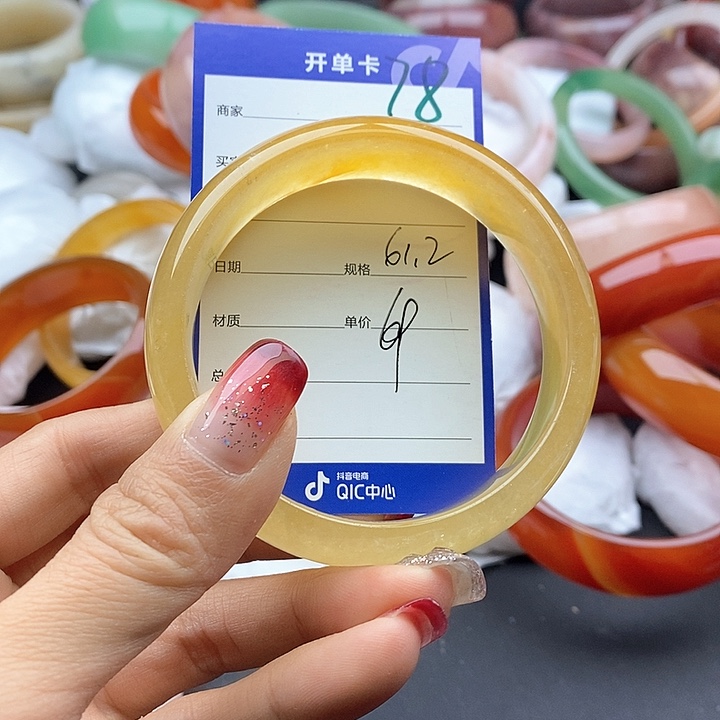 开单卡
78
商家
买
日期 规格 61.2
材质 单价 69
总
抖音电商
QIC中心